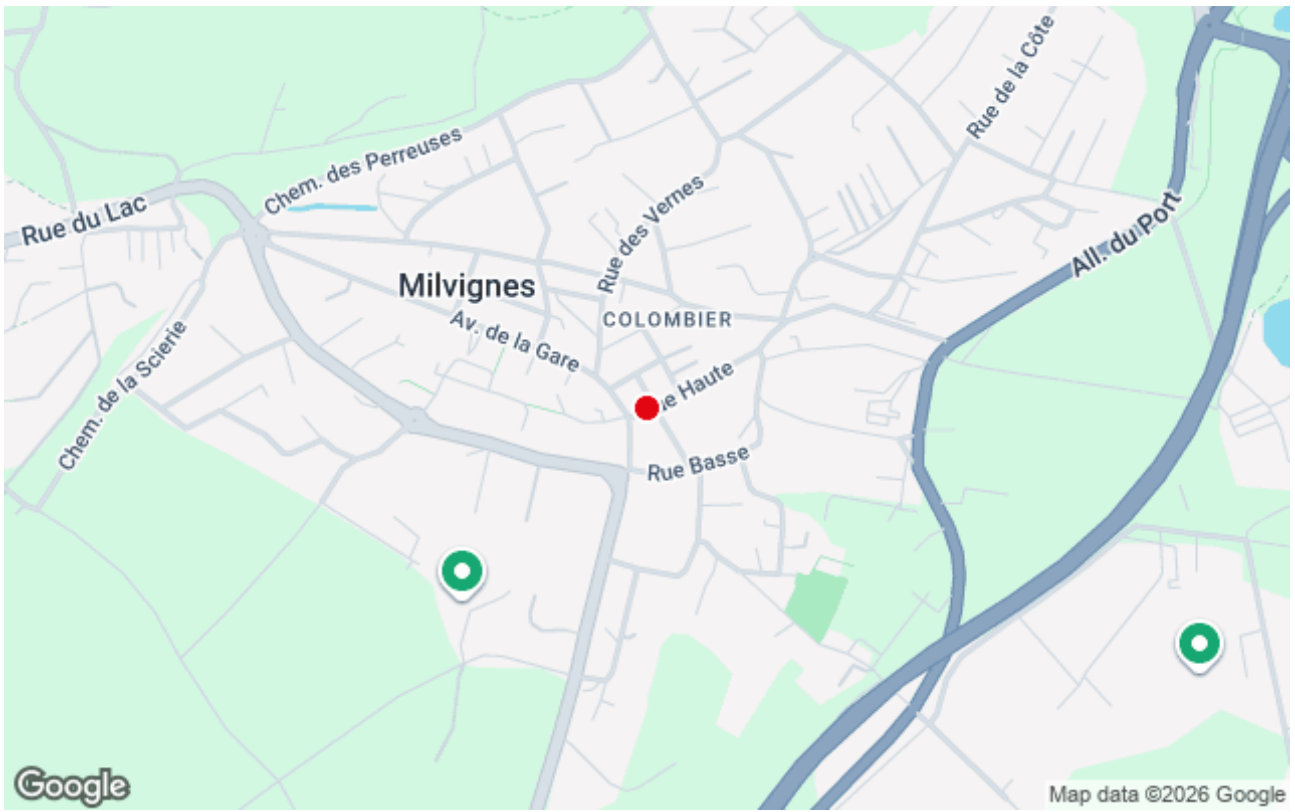 Rue de la Côte
Chem. des Perreuses
Rue du Lac
Rue des Vernes
All. du Port
Milvignes
COLOMBIER
Av. de la Gare
Chem. de la Scierie
ue Haute
Rue Basse
Google
Map data ©2026 Google